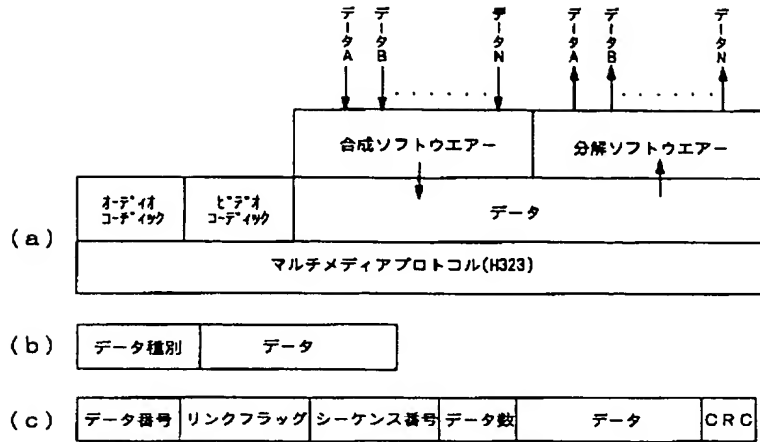 データA
データB
データN
データA
データB
データN
合成ソフトウエアー
分解ソフトウエアー
オーディオ
コーディック
ビデオ
コーディック
データ
(a)
マルチメディアプロトコル(H323)
(b)
データ種別
データ
(c)
データ番号
リンクフラッグ
シーケンス番号
データ数
データ
CRC